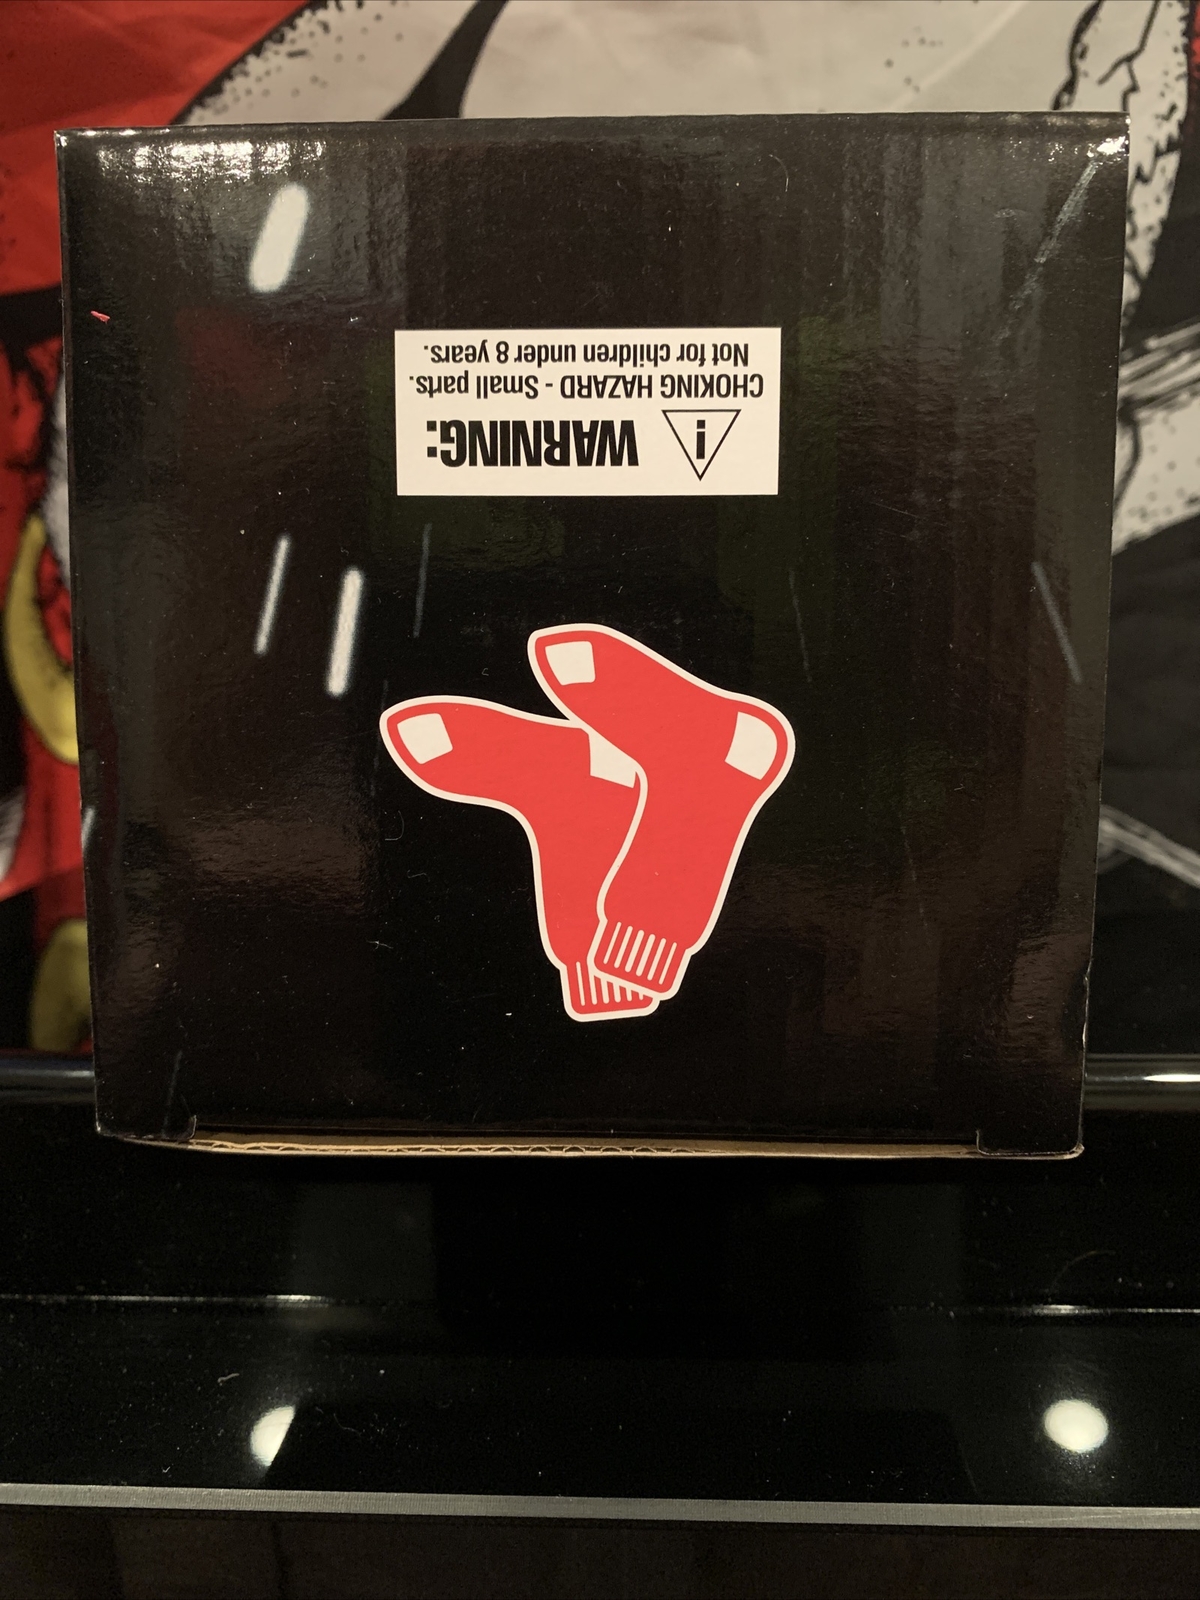 WARNING:
CHOKING HAZARD - Small parts.
Not for children under 8 years.